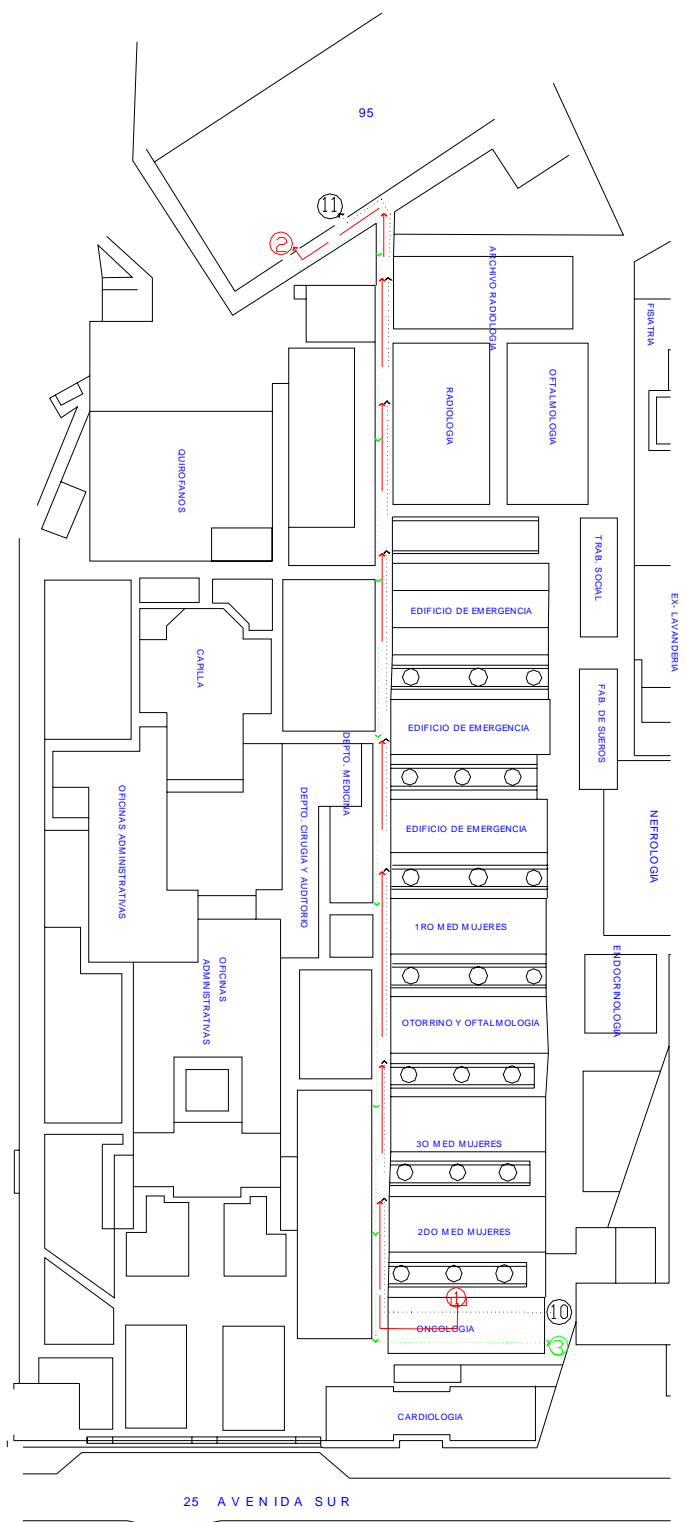 95
11
2
ARCHIVO RADIOLOGIA
FISIATRIA
RADIOLOGIA
OFTALMOLOGIA
QUIROFANOS
TRAB. SOCIAL
EX- LAVANDERIA
EDIFICIO DE EMERGENCIA
CAPILLA
FAB. DE SUEROS
EDIFICIO DE EMERGENCIA
DEPTO. MEDICINA
OFICINAS ADMINISTRATIVAS
DEPTO. CIRUGIA Y AUDITORIO
EDIFICIO DE EMERGENCIA
NEFROLOGIA
1RO MED MUJERES
OFICINAS
ADMINISTRATIVAS
ENDOCRINOLOGIA
OTORRINO Y OFTALMOLOGIA
3O MED MUJERES
2DO MED MUJERES
1
10
ONCOLOGIA
3
CARDIOLOGIA
25 AVENIDA SUR